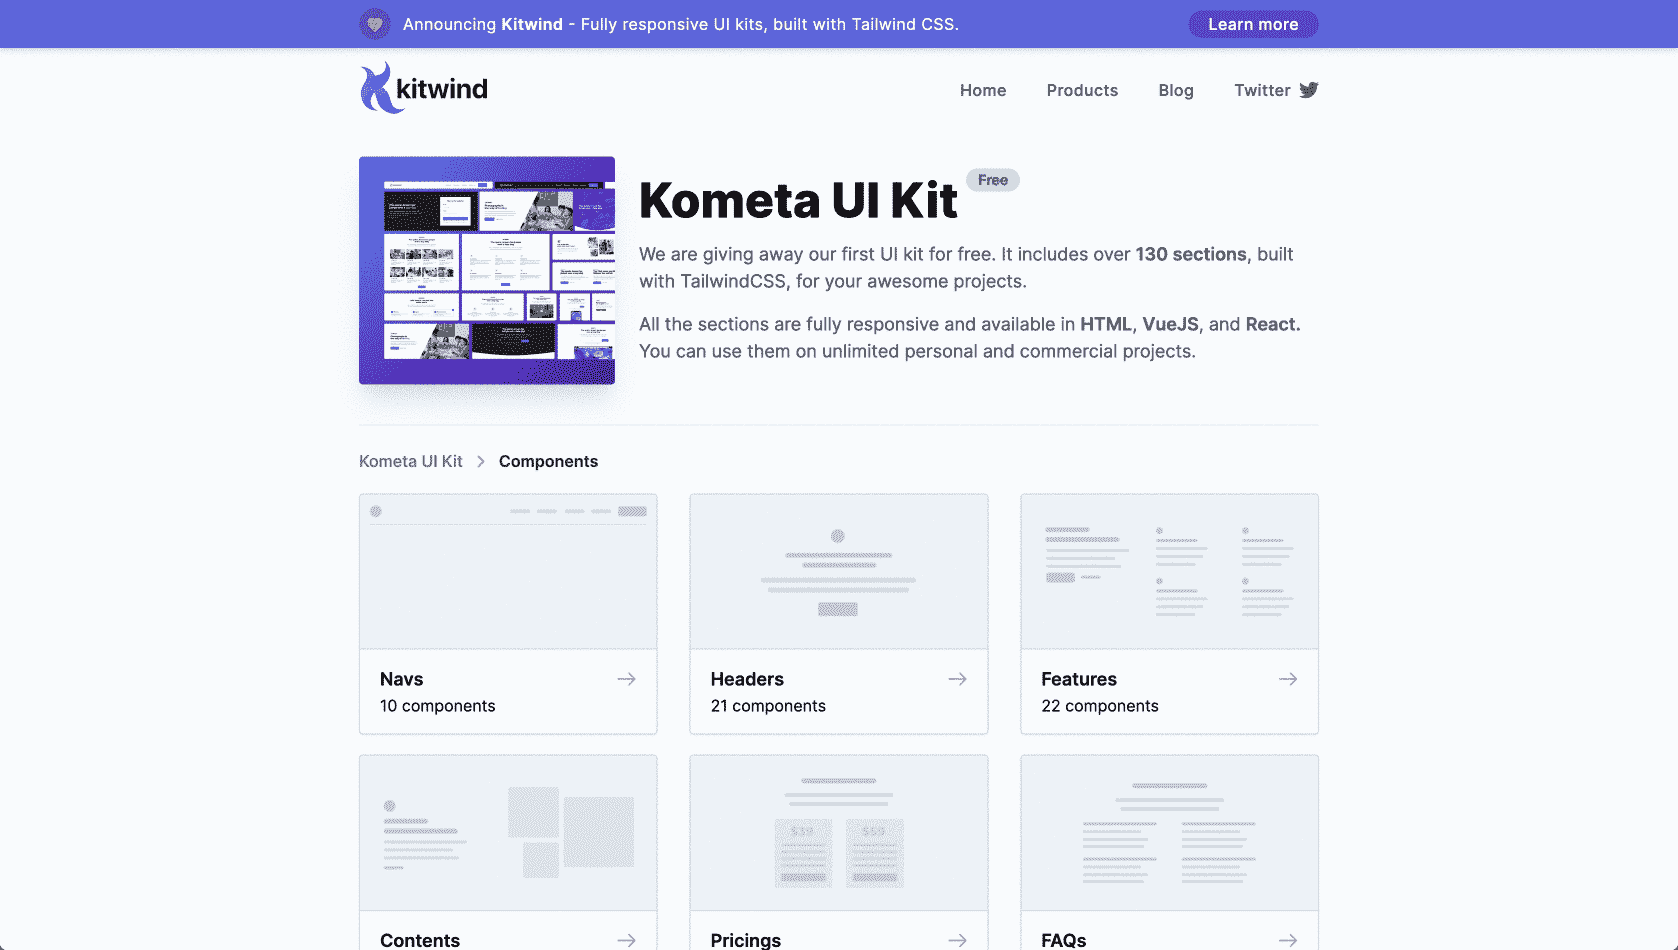 Announcing Kitwind - Fully responsive UI kits, built with Tailwind CSS.
Learn more
kitwind
Home
Products
Blog
Twitter
Kometa UI Kit
Free
We are giving away our first UI kit for free. It includes over 130 sections, built
with TailwindCSS, for your awesome projects.
All the sections are fully responsive and available in HTML, VueJS, and React.
You can use them on unlimited personal and commercial projects.
Kometa UI Kit
Components
Navs
10 components
Headers
21 components
Features
22 components
$39
$59
Contents
Pricings
FAQs